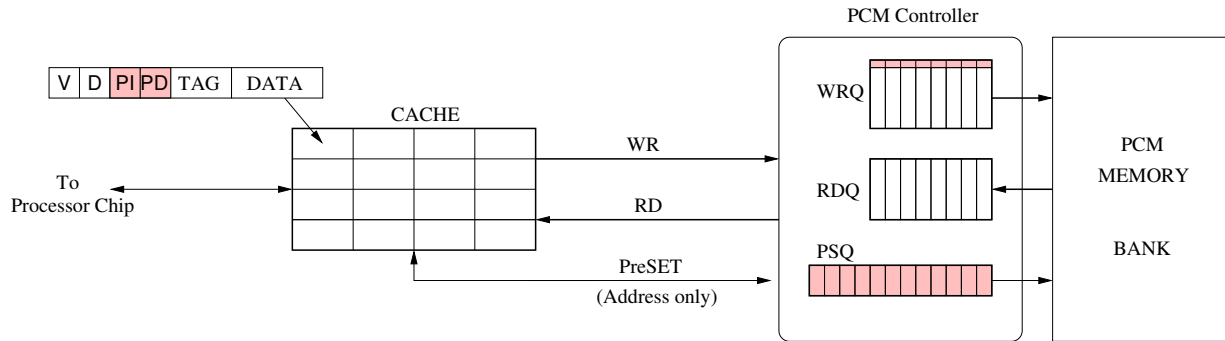 PCM Controller
V D PI PD TAG DATA
WRQ
CACHE
WR
PCM
MEMORY
To
Processor Chip
RDQ
RD
PSQ
BANK
PreSET
(Address only)